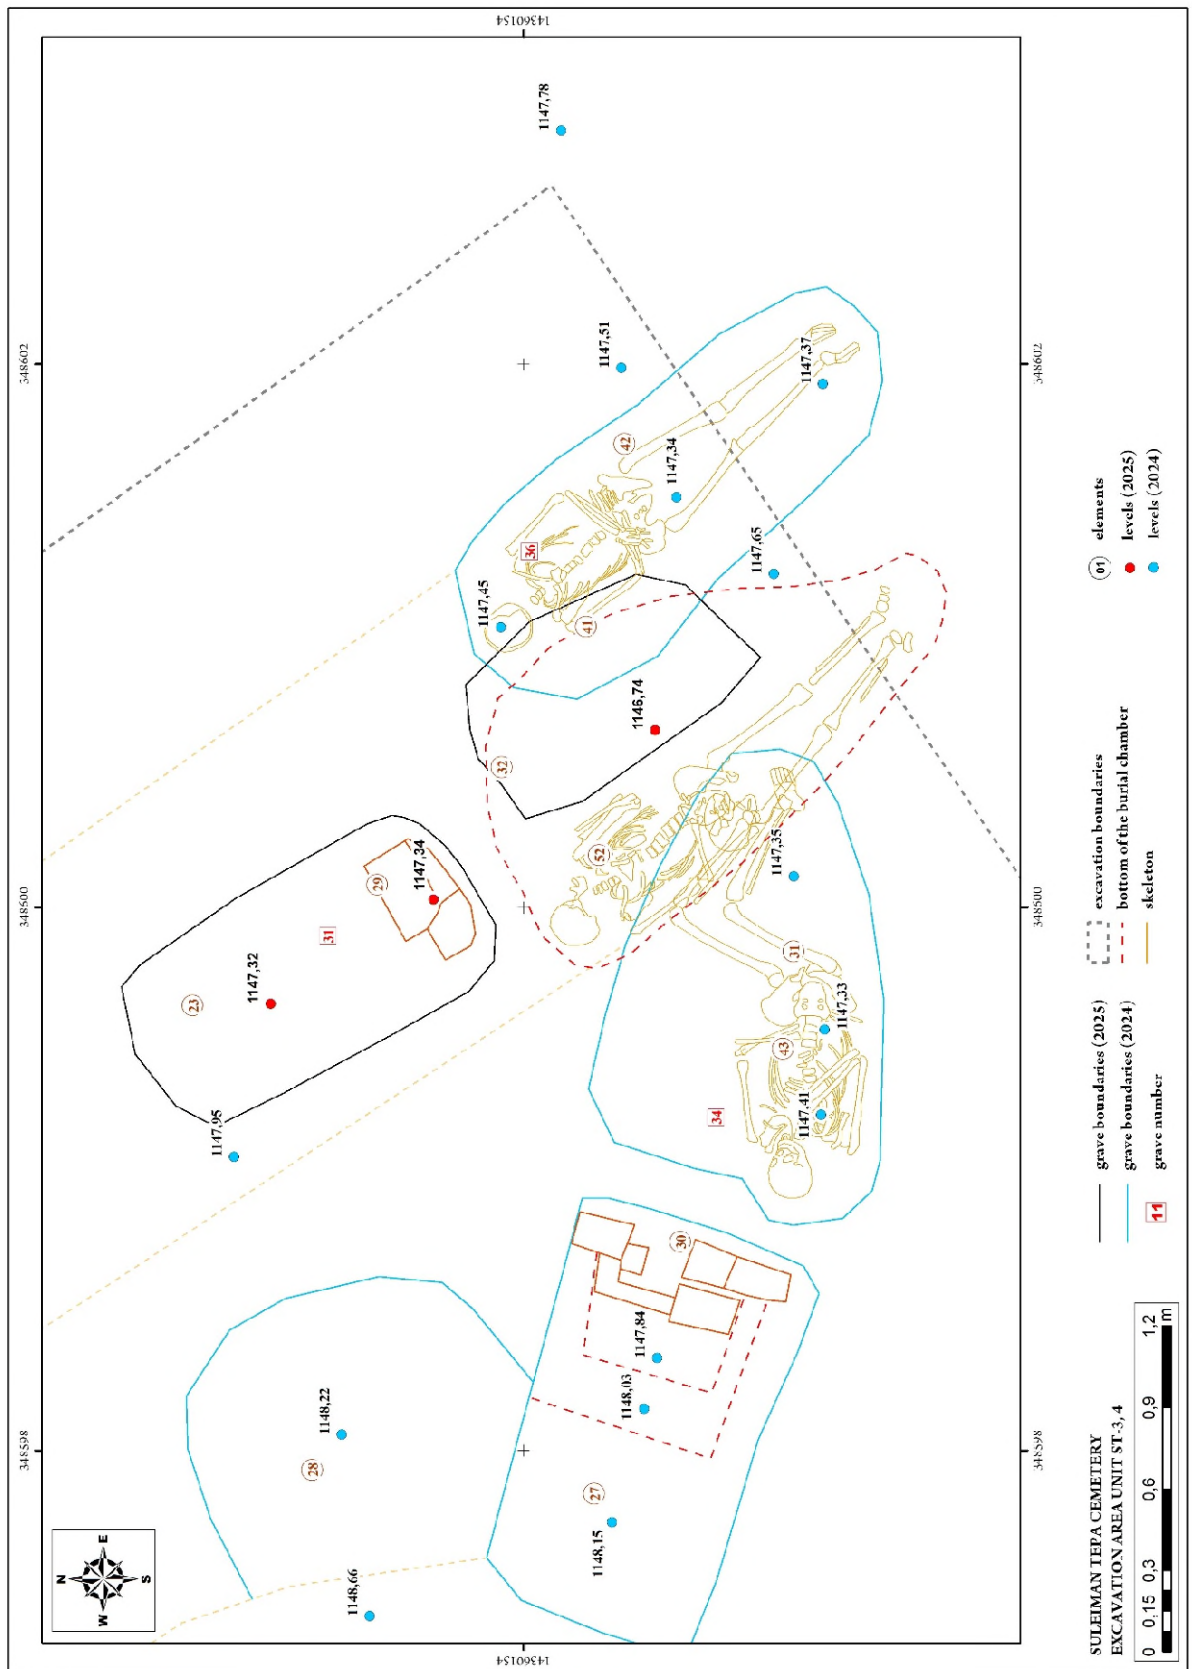 14360154
348602
348500
348598
1147,78
1147,51
1147,37
42
1147,34
36
1147,65
1147,45
41
1146,74
32
52
1147,35
29
1147,34
31
23
1147,32
31
1147,33
43
1147,41
34
1147,95
30
1147,84
1148,03
1148,22
28
27
1148,15
1148,66
N
W E
S
348602
348500
348598
14360154
SULEIMAN TEPA CEMETERY
EXCAVATION AREA UNIT ST-3, 4
0 0,15 0,3 0,6 0,9 1,2
m
grave boundaries (2025)
grave boundaries (2024)
11 grave number
excavation boundaries
bottom of the burial chamber
skeleton
01 elements
levels (2025)
levels (2024)